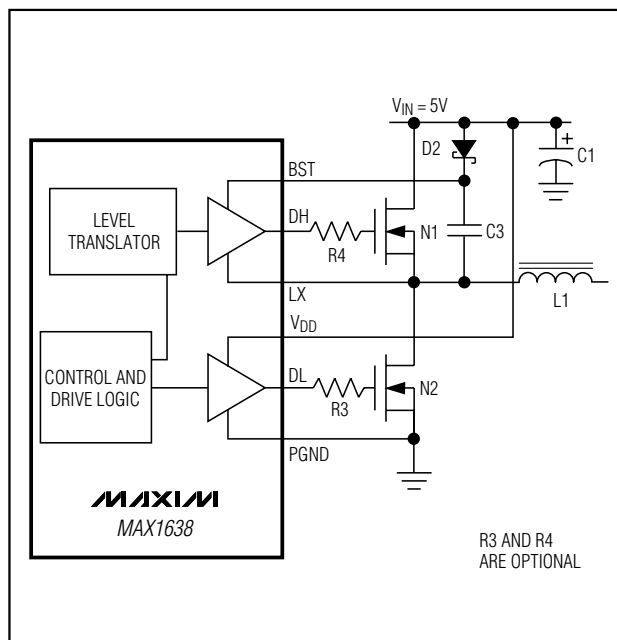 V_IN = 5V
D2
C1
BST
LEVEL
TRANSLATOR
DH
R4
N1
C3
LX
L1
V_DD
CONTROL AND
DRIVE LOGIC
DL
R3
N2
PGND
MAXIM
MAX1638
R3 AND R4
ARE OPTIONAL